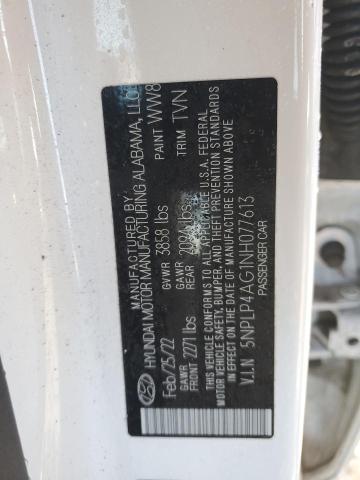 MANUFACTURED BY
HYUNDAI MOTOR MANUFACTURING ALABAMA, LLC
Feb/25/22 GVWR 3858 lbs PAINT WW8
GAWR FRONT 2271 lbs GAWR REAR lbs TRIM TVN
THIS VEHICLE CONFORMS TO ALL APPLICABLE U.S.A. FEDERAL
MOTOR VEHICLE SAFETY, BUMPER, AND THEFT PREVENTION STANDARDS
IN EFFECT ON THE DATE OF MANUFACTURE SHOWN ABOVE.
V.I.N 5NPLP4AG1NH077613
PASSENGER CAR